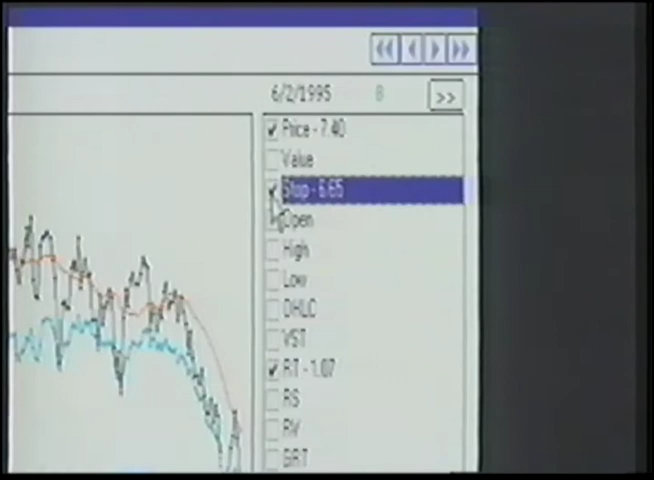 6/2/1995 B >>
Price - 7.40
Value
Stop - 6.65
Open
High
Low
OHLC
VST
RT - 1.07
RS
RV
GRT